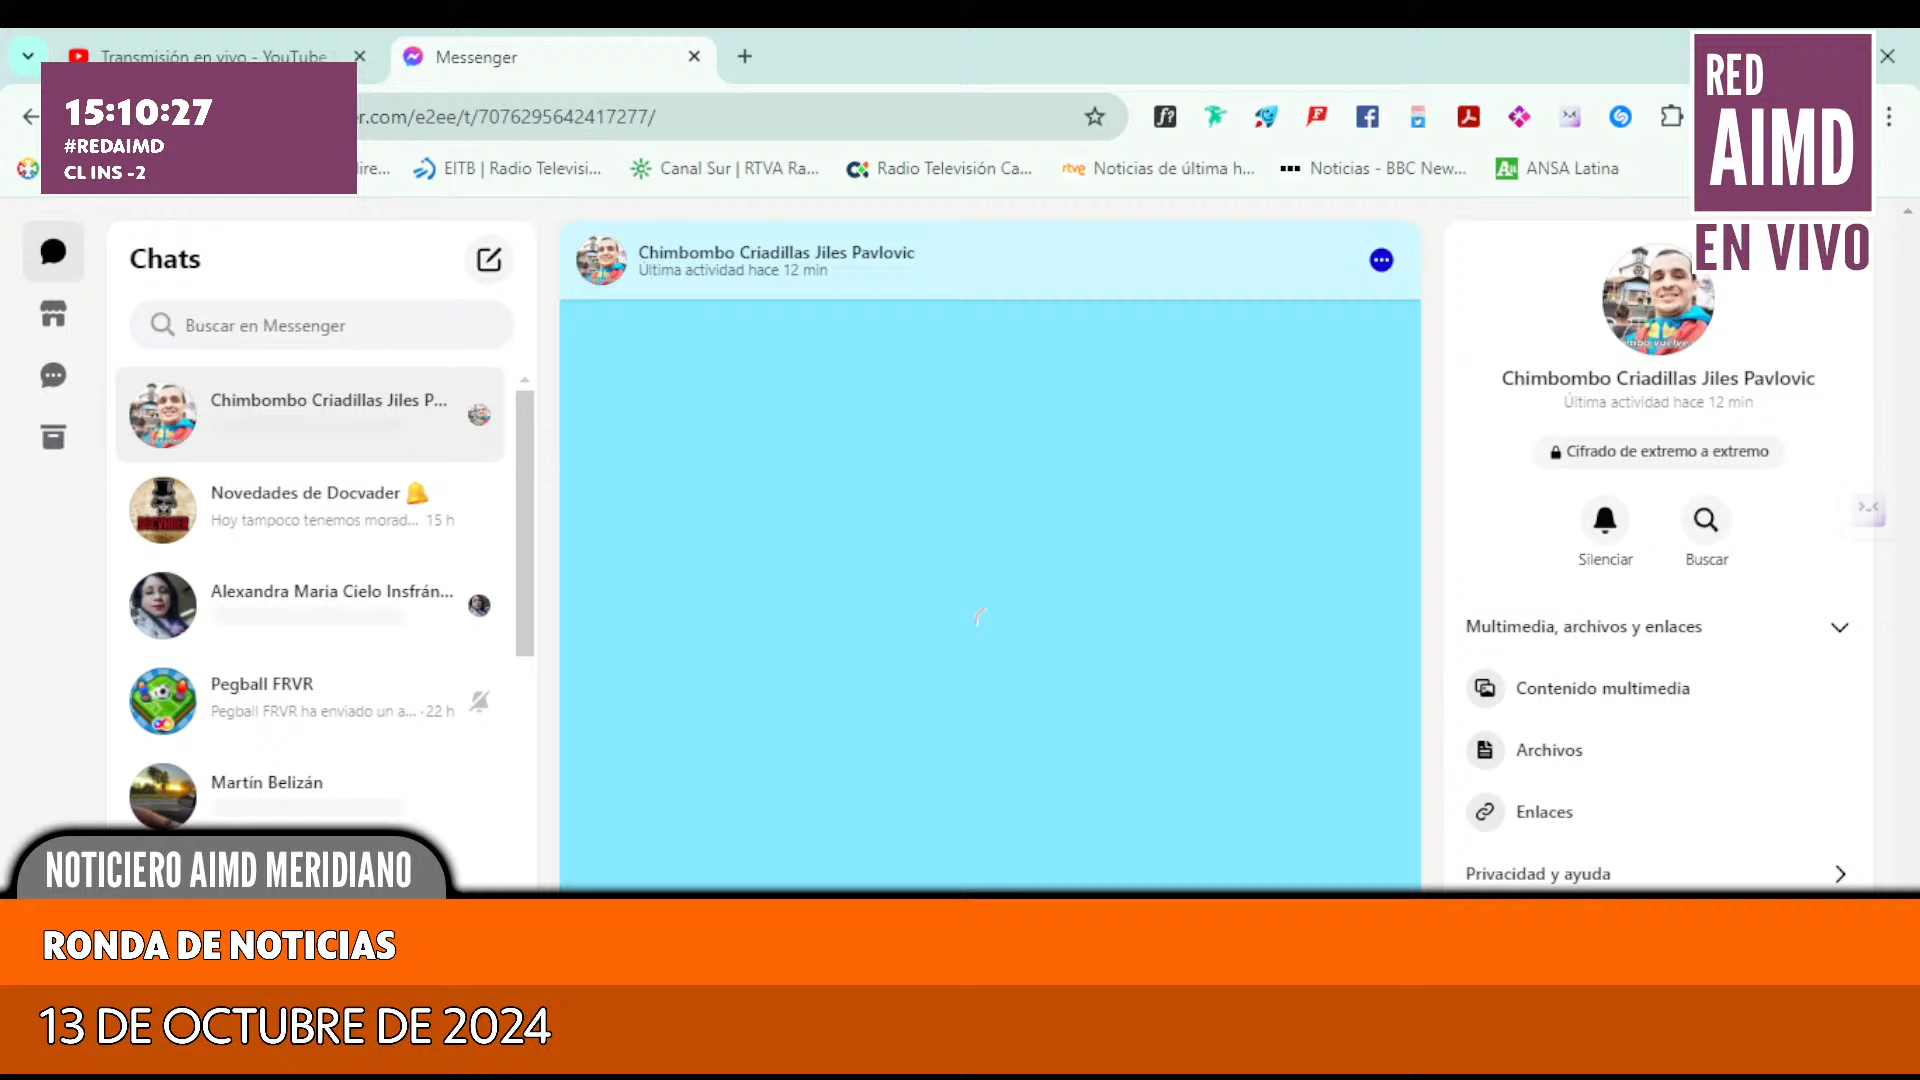 Transmisión en vivo - YouTube
Messenger
15:10:27
#REDAIMD
CL INS -2
r.com/e2ee/t/7076295642417277/
ire...
EITB | Radio Televisi...
Canal Sur | RTVA Ra...
Radio Televisión Ca...
rtve Noticias de última h...
Noticias - BBC New...
ANSA Latina
RED
AIMD
EN VIVO
Chats
Buscar en Messenger
Chimbombo Criadillas Jiles P...
Novedades de Docvader
Hoy tampoco tenemos morad... 15 h
Alexandra Maria Cielo Insfrán...
Pegball FRVR
Pegball FRVR ha enviado un a... · 22 h
Martín Belizán
Chimbombo Criadillas Jiles Pavlovic
Última actividad hace 12 min
Chimbombo Criadillas Jiles Pavlovic
Última actividad hace 12 min
Cifrado de extremo a extremo
Silenciar
Buscar
Multimedia, archivos y enlaces
Contenido multimedia
Archivos
Enlaces
Privacidad y ayuda
NOTICIERO AIMD MERIDIANO
RONDA DE NOTICIAS
13 DE OCTUBRE DE 2024